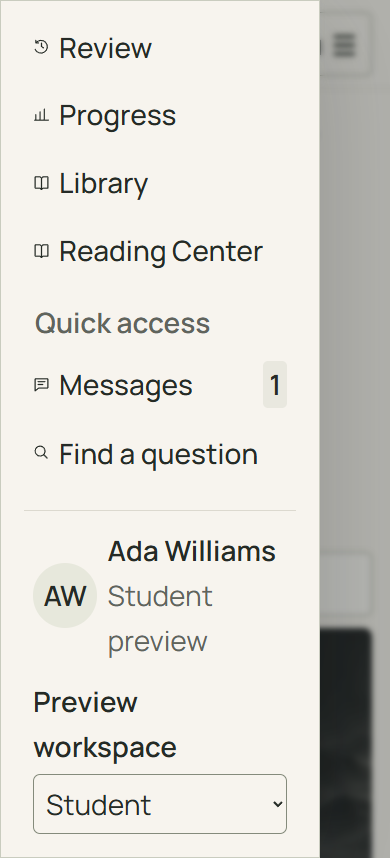 Review
Progress
Library
Reading Center
Quick access
Messages 1
Find a question
Ada Williams
AW
Student
preview
Preview
workspace
Student